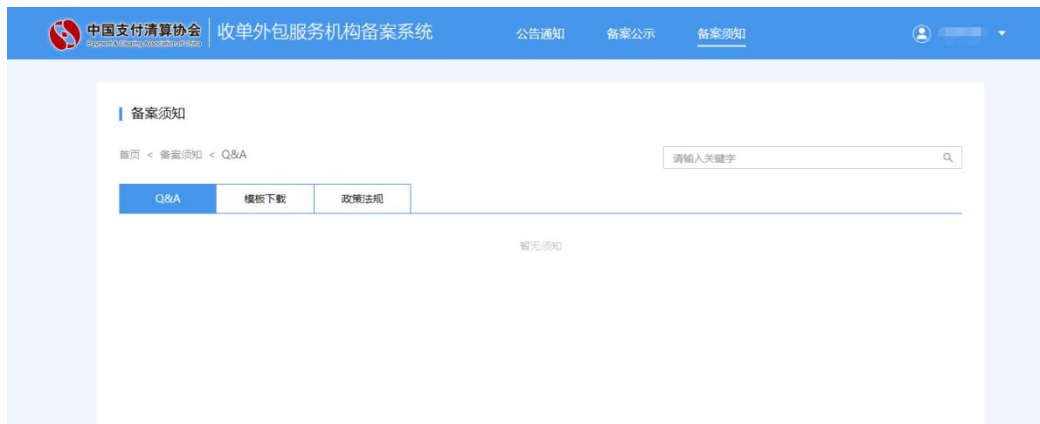 中国支付清算协会
Payment & Clearing Association of China
收单外包服务机构备案系统
公告通知 备案公示 备案须知
备案须知
首页 < 备案须知 < Q&A
请输入关键字
Q&A 模板下载 政策法规
暂无须知